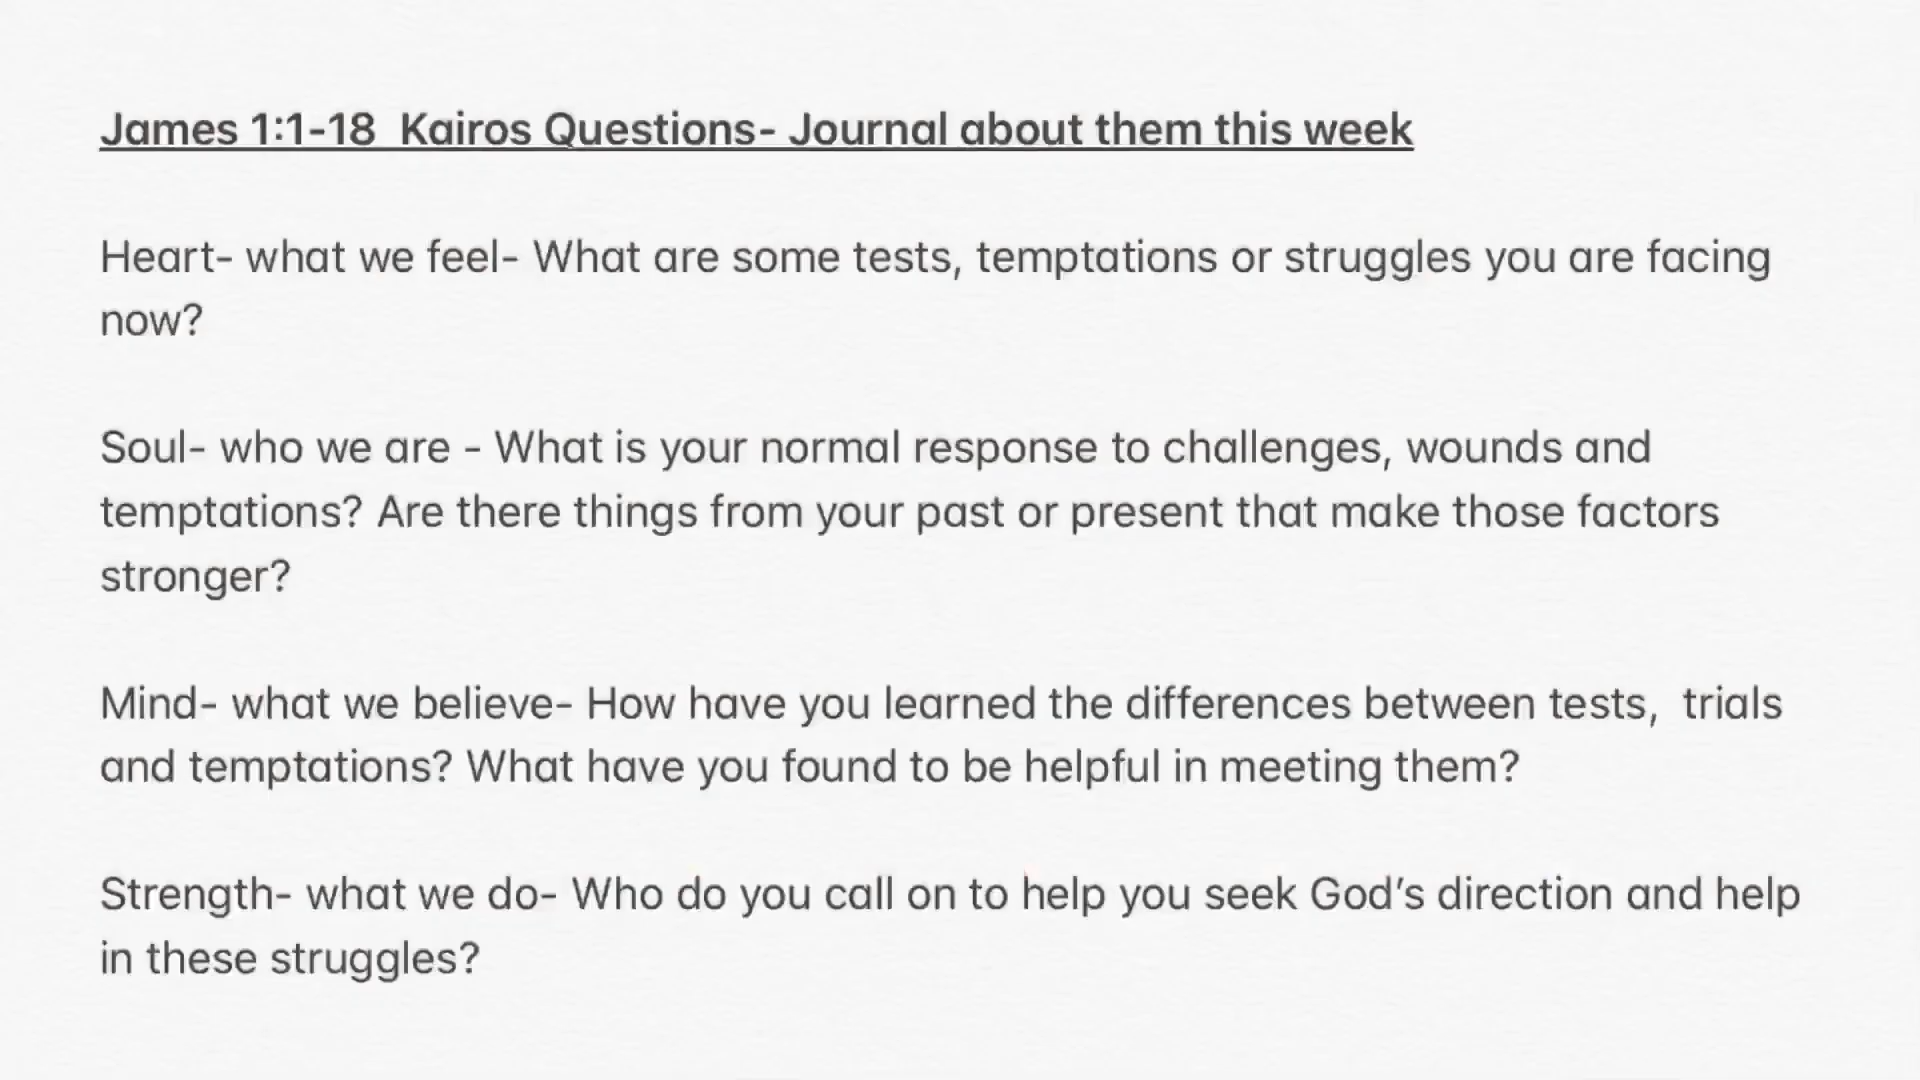 James 1:1-18  Kairos Questions- Journal about them this week
Heart- what we feel- What are some tests, temptations or struggles you are facing
now?
Soul- who we are - What is your normal response to challenges, wounds and
temptations? Are there things from your past or present that make those factors
stronger?
Mind- what we believe- How have you learned the differences between tests,  trials
and temptations? What have you found to be helpful in meeting them?
Strength- what we do- Who do you call on to help you seek God’s direction and help
in these struggles?